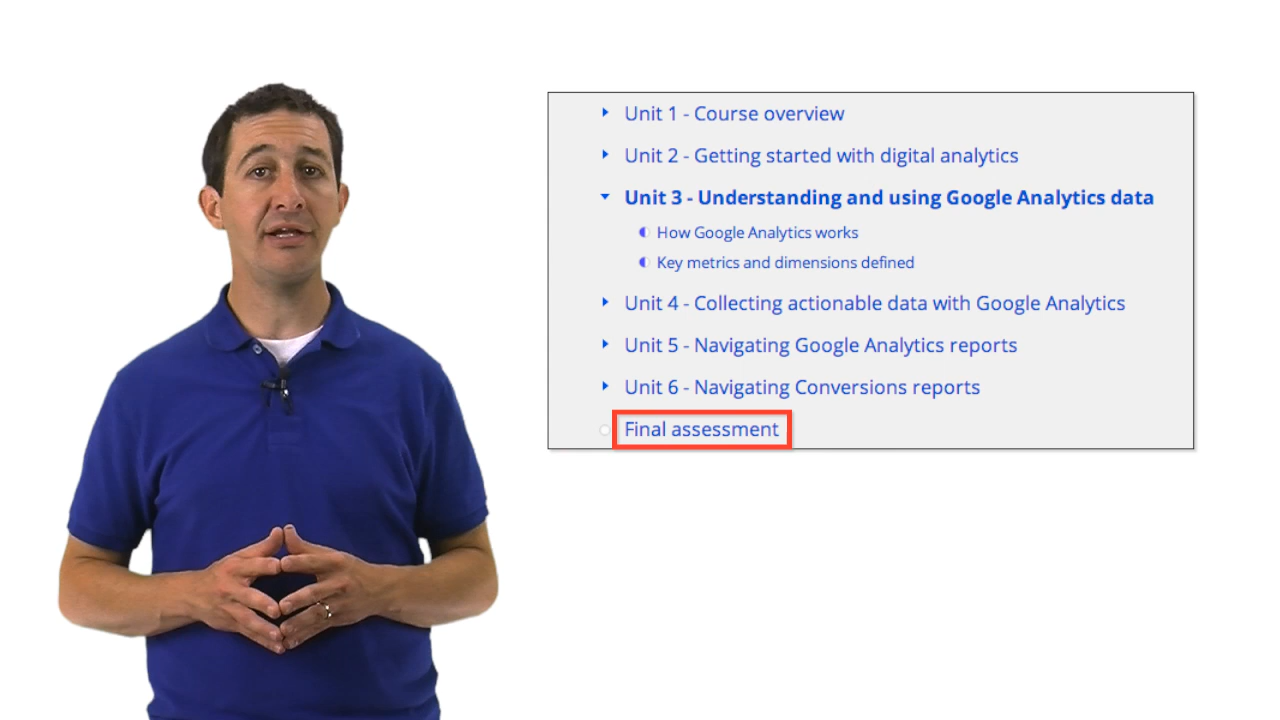 Unit 1 - Course overview
Unit 2 - Getting started with digital analytics
Unit 3 - Understanding and using Google Analytics data
How Google Analytics works
Key metrics and dimensions defined
Unit 4 - Collecting actionable data with Google Analytics
Unit 5 - Navigating Google Analytics reports
Unit 6 - Navigating Conversions reports
Final assessment